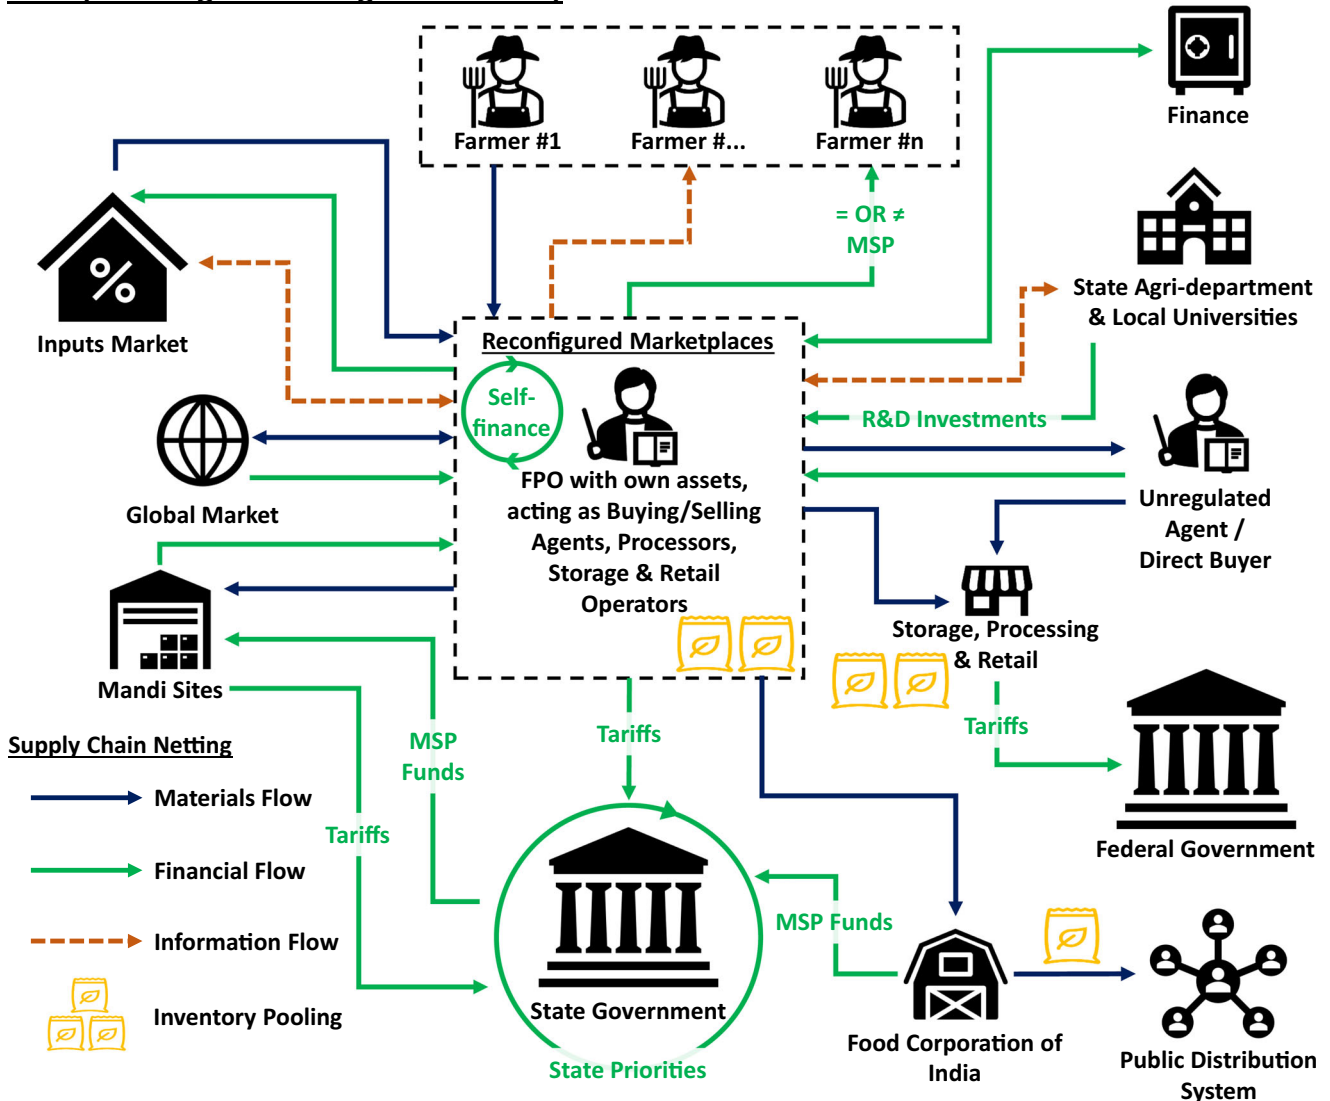 Farmer #1
Farmer #...
Farmer #n
Finance
= OR ≠
MSP
State Agri-department
& Local Universities
Inputs Market
Reconfigured Marketplaces
Self-
finance
R&D Investments
FPO with own assets,
acting as Buying/Selling
Agents, Processors,
Storage & Retail
Operators
Global Market
Unregulated
Agent /
Direct Buyer
Storage, Processing
& Retail
Mandi Sites
Supply Chain Netting
Materials Flow
Financial Flow
Information Flow
Inventory Pooling
MSP
Funds
Tariffs
Tariffs
Tariffs
Federal Government
MSP Funds
State Government
State Priorities
Food Corporation of
India
Public Distribution
System